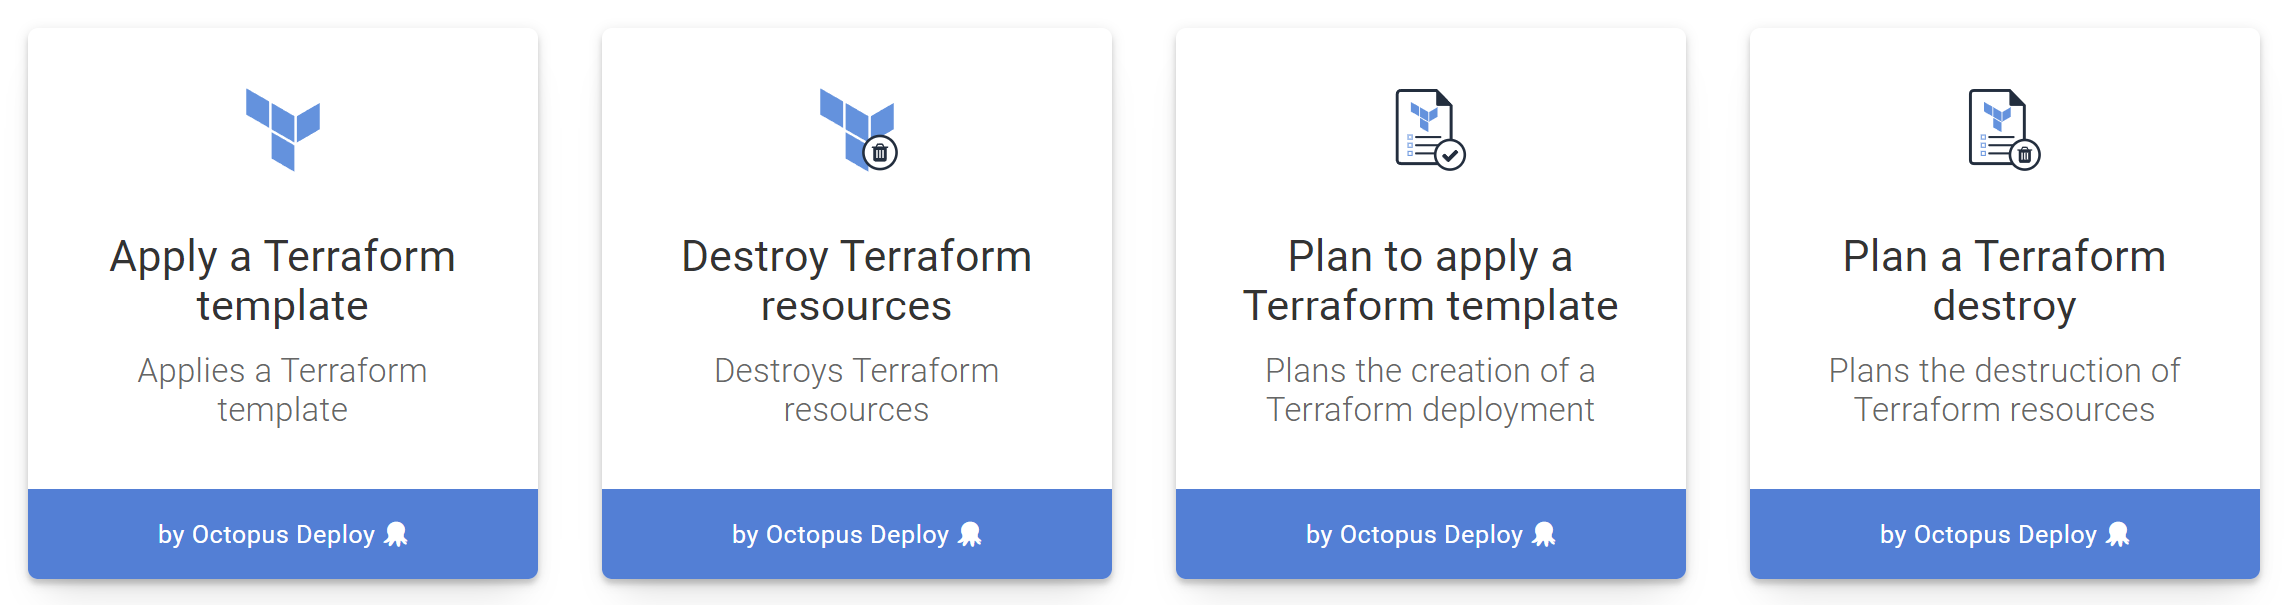 Apply a Terraform
template
Applies a Terraform
template
by Octopus Deploy
Destroy Terraform
resources
Destroys Terraform
resources
by Octopus Deploy
Plan to apply a
Terraform template
Plans the creation of a
Terraform deployment
by Octopus Deploy
Plan a Terraform
destroy
Plans the destruction of
Terraform resources
by Octopus Deploy